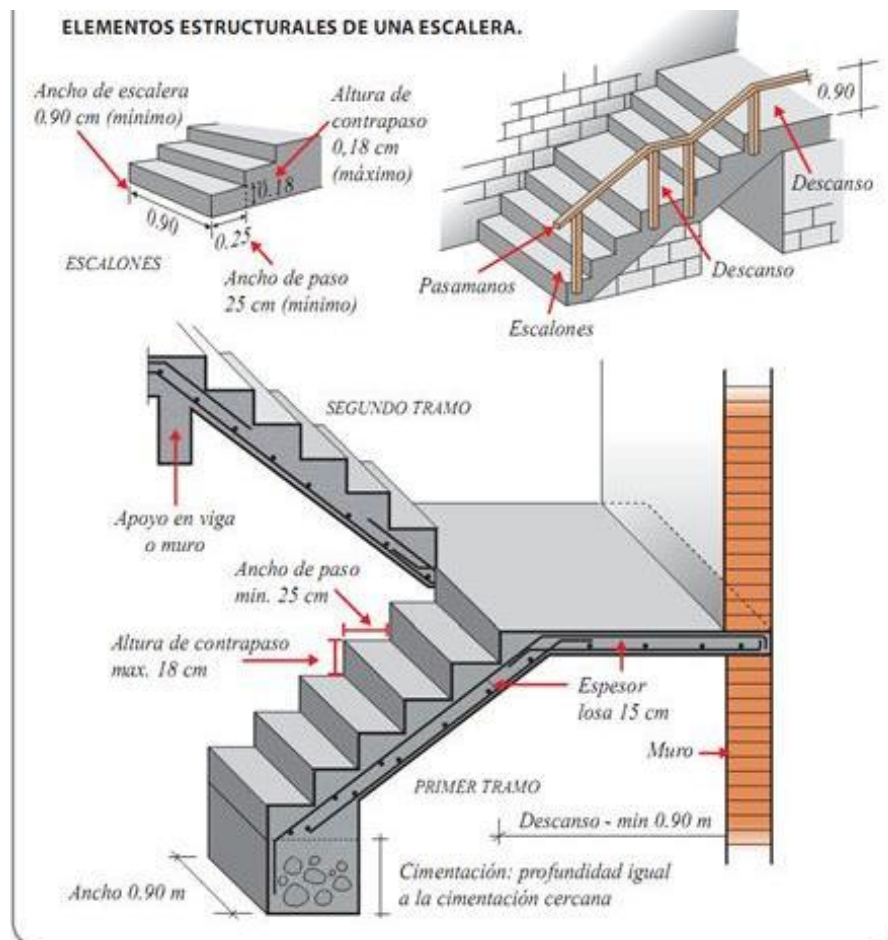 ELEMENTOS ESTRUCTURALES DE UNA ESCALERA.
Ancho de escalera
0.90 cm (mínimo)
Altura de
contrapaso
0,18 cm
(máximo)
0.18
0.90
0.25
ESCALONES
Ancho de paso
25 cm (mínimo)
0.90
Descanso
Descanso
Pasamanos
Escalones
SEGUNDO TRAMO
Apoyo en viga
o muro
Ancho de paso
min. 25 cm
Altura de contrapaso
max. 18 cm
Espesor
losa 15 cm
Muro
PRIMER TRAMO
Descanso - min 0.90 m
Ancho 0.90 m
Cimentación: profundidad igual
a la cimentación cercana